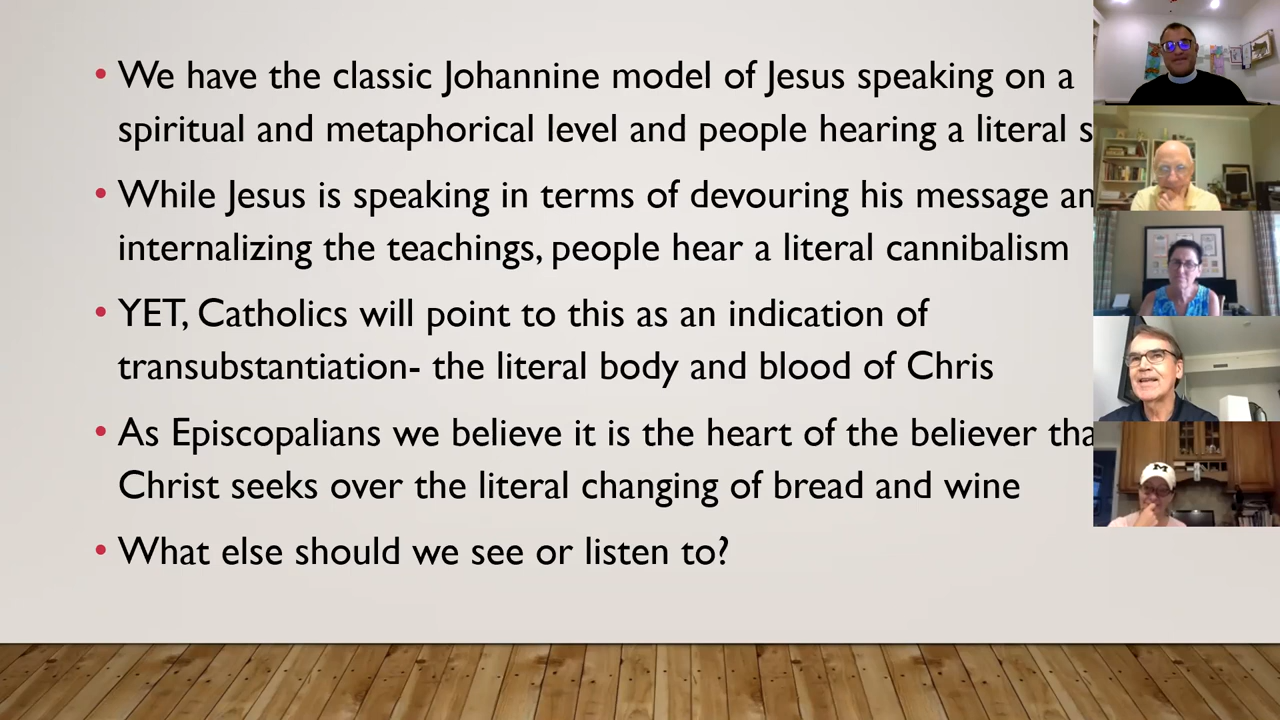 • We have the classic Johannine model of Jesus speaking on a
spiritual and metaphorical level and people hearing a literal
• While Jesus is speaking in terms of devouring his message
internalizing the teachings, people hear a literal cannibalism
• YET, Catholics will point to this as an indication of
transubstantiation- the literal body and blood of Chris
• As Episcopalians we believe it is the heart of the believer
Christ seeks over the literal changing of bread and wine
• What else should we see or listen to?
M